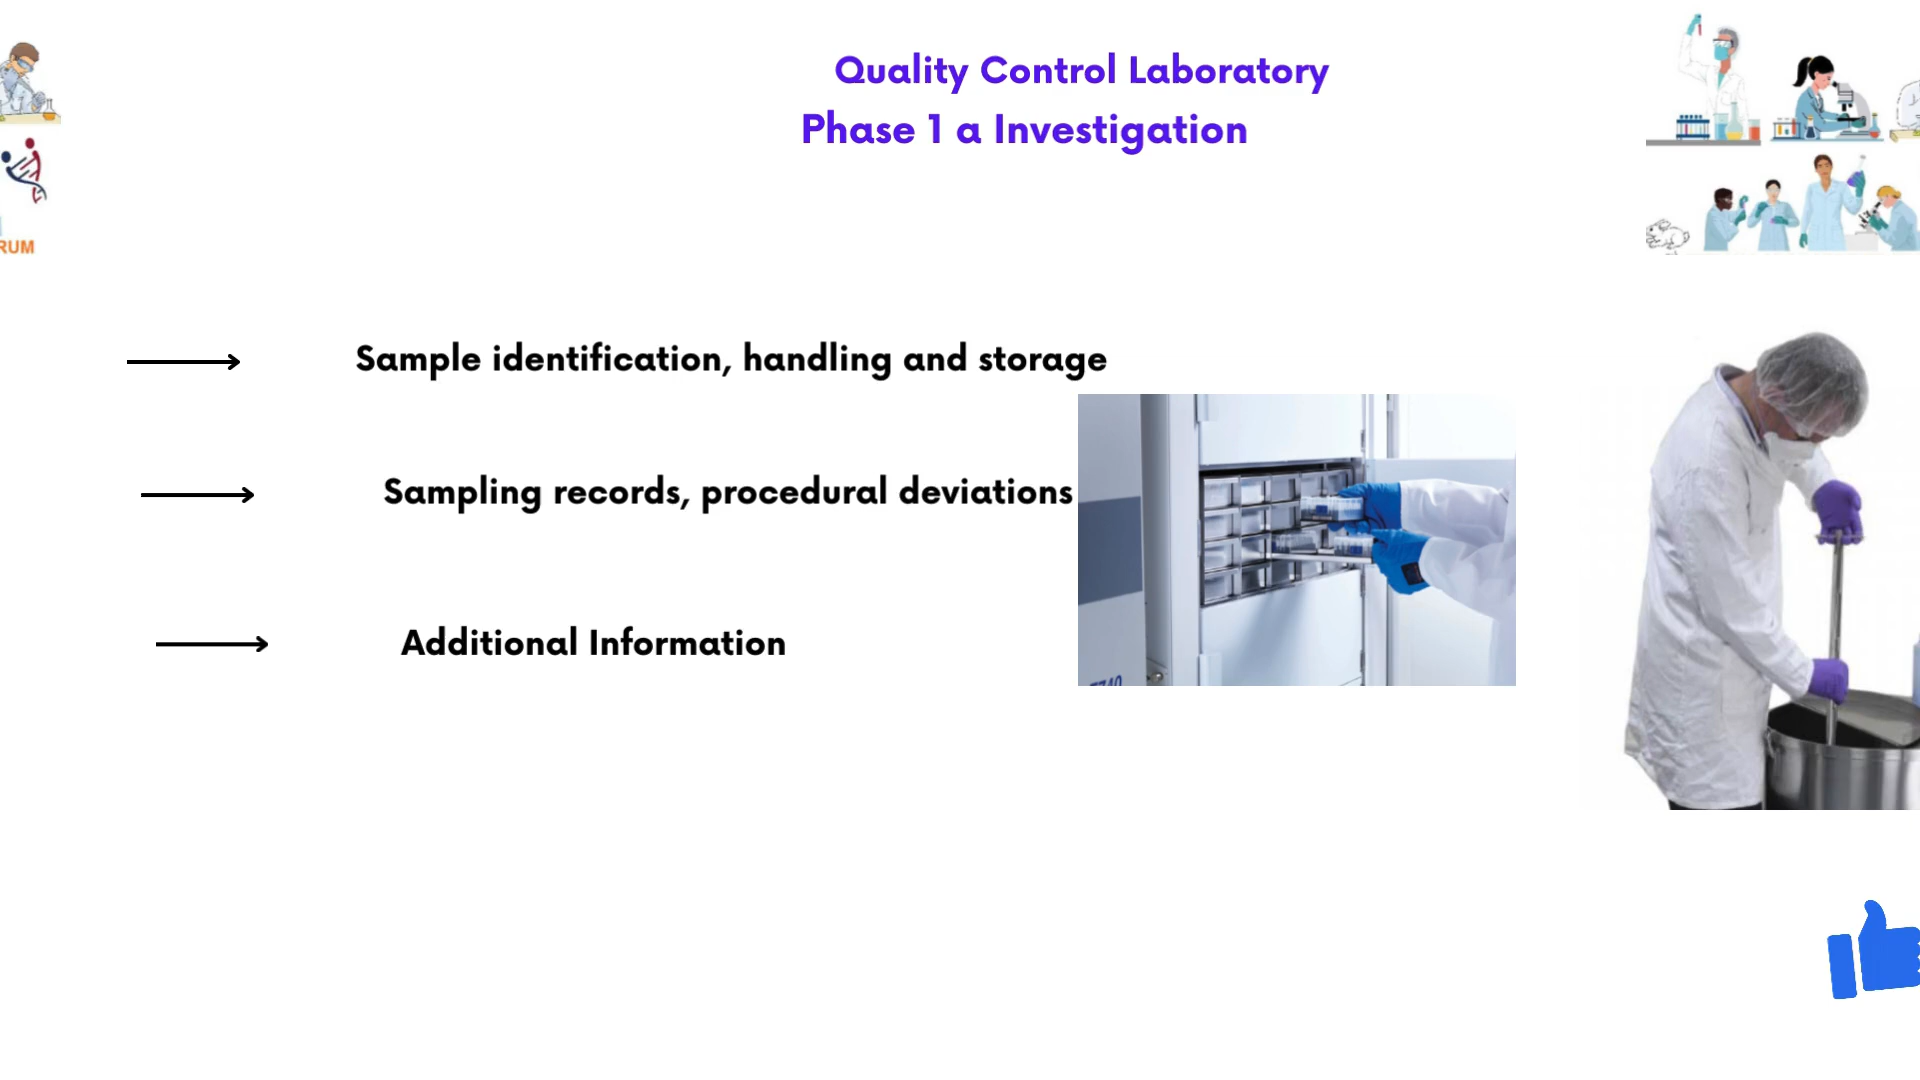 Quality Control Laboratory
Phase 1 a Investigation
RUM
Sample identification, handling and storage
Sampling records, procedural deviations
Additional Information